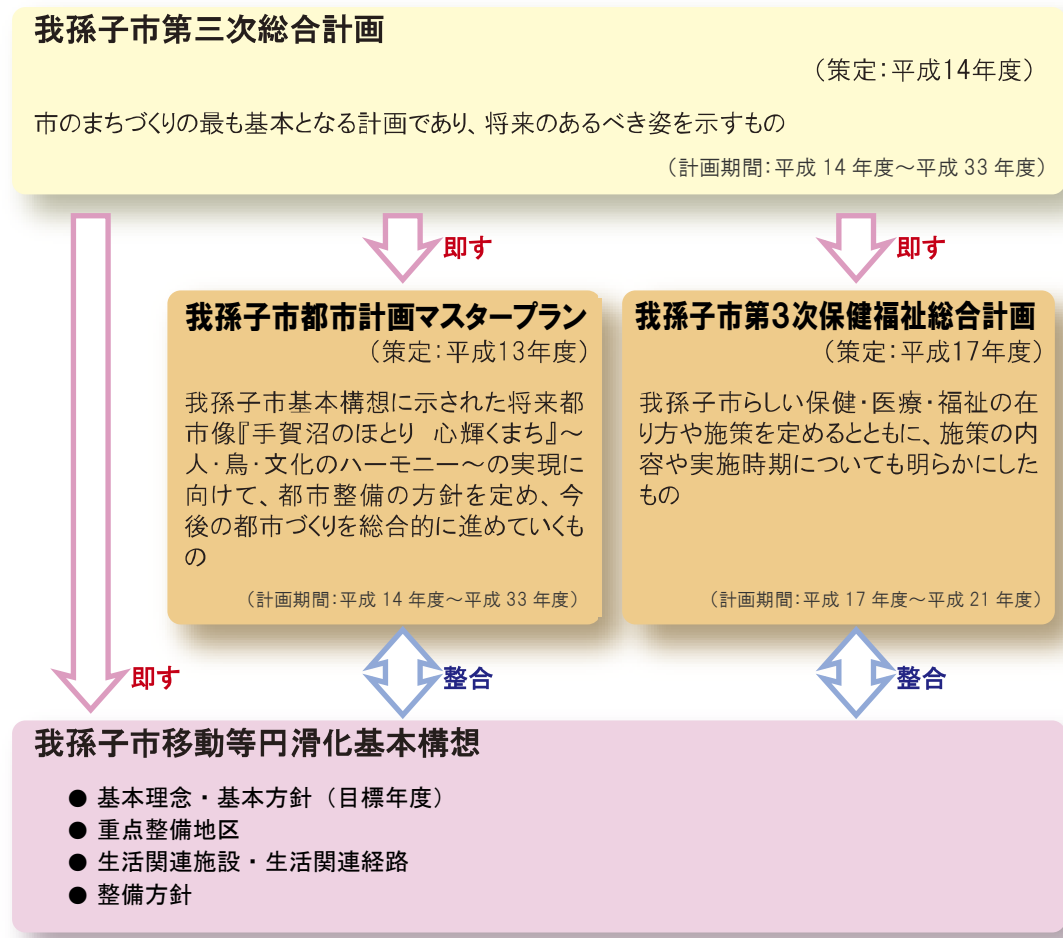 我孫子市第三次総合計画
（策定：平成14年度）
市のまちづくりの最も基本となる計画であり、将来のあるべき姿を示すもの
（計画期間：平成 14 年度～平成 33 年度）
即す
即す
我孫子市都市計画マスタープラン
（策定：平成13年度）
我孫子市基本構想に示された将来都
市像『手賀沼のほとり　心輝くまち』～
人・鳥・文化のハーモニー～の実現に
向けて、都市整備の方針を定め、今
後の都市づくりを総合的に進めていくも
の
（計画期間：平成 14 年度～平成 33 年度）
我孫子市第3次保健福祉総合計画
（策定：平成17年度）
我孫子市らしい保健・医療・福祉の在
り方や施策を定めるとともに、施策の内
容や実施時期についても明らかにした
もの
（計画期間：平成 17 年度～平成 21 年度）
即す
整合
整合
我孫子市移動等円滑化基本構想
● 基本理念・基本方針（目標年度）
● 重点整備地区
● 生活関連施設・生活関連経路
● 整備方針